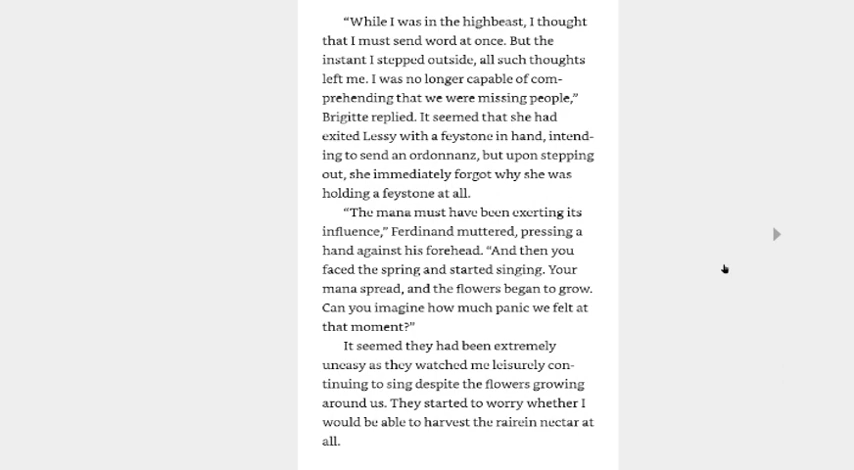 “While I was in the highbeast, I thought
that I must send word at once. But the
instant I stepped outside, all such thoughts
left me. I was no longer capable of com-
prehending that we were missing people,”
Brigitte replied. It seemed that she had
exited Lessy with a feystone in hand, intend-
ing to send an ordonnanz, but upon stepping
out, she immediately forgot why she was
holding a feystone at all.
“The mana must have been exerting its
influence,” Ferdinand muttered, pressing a
hand against his forehead. “And then you
faced the spring and started singing. Your
mana spread, and the flowers began to grow.
Can you imagine how much panic we felt at
that moment?”
It seemed they had been extremely
uneasy as they watched me leisurely con-
tinuing to sing despite the flowers growing
around us. They started to worry whether I
would be able to harvest the rairein nectar at
all.